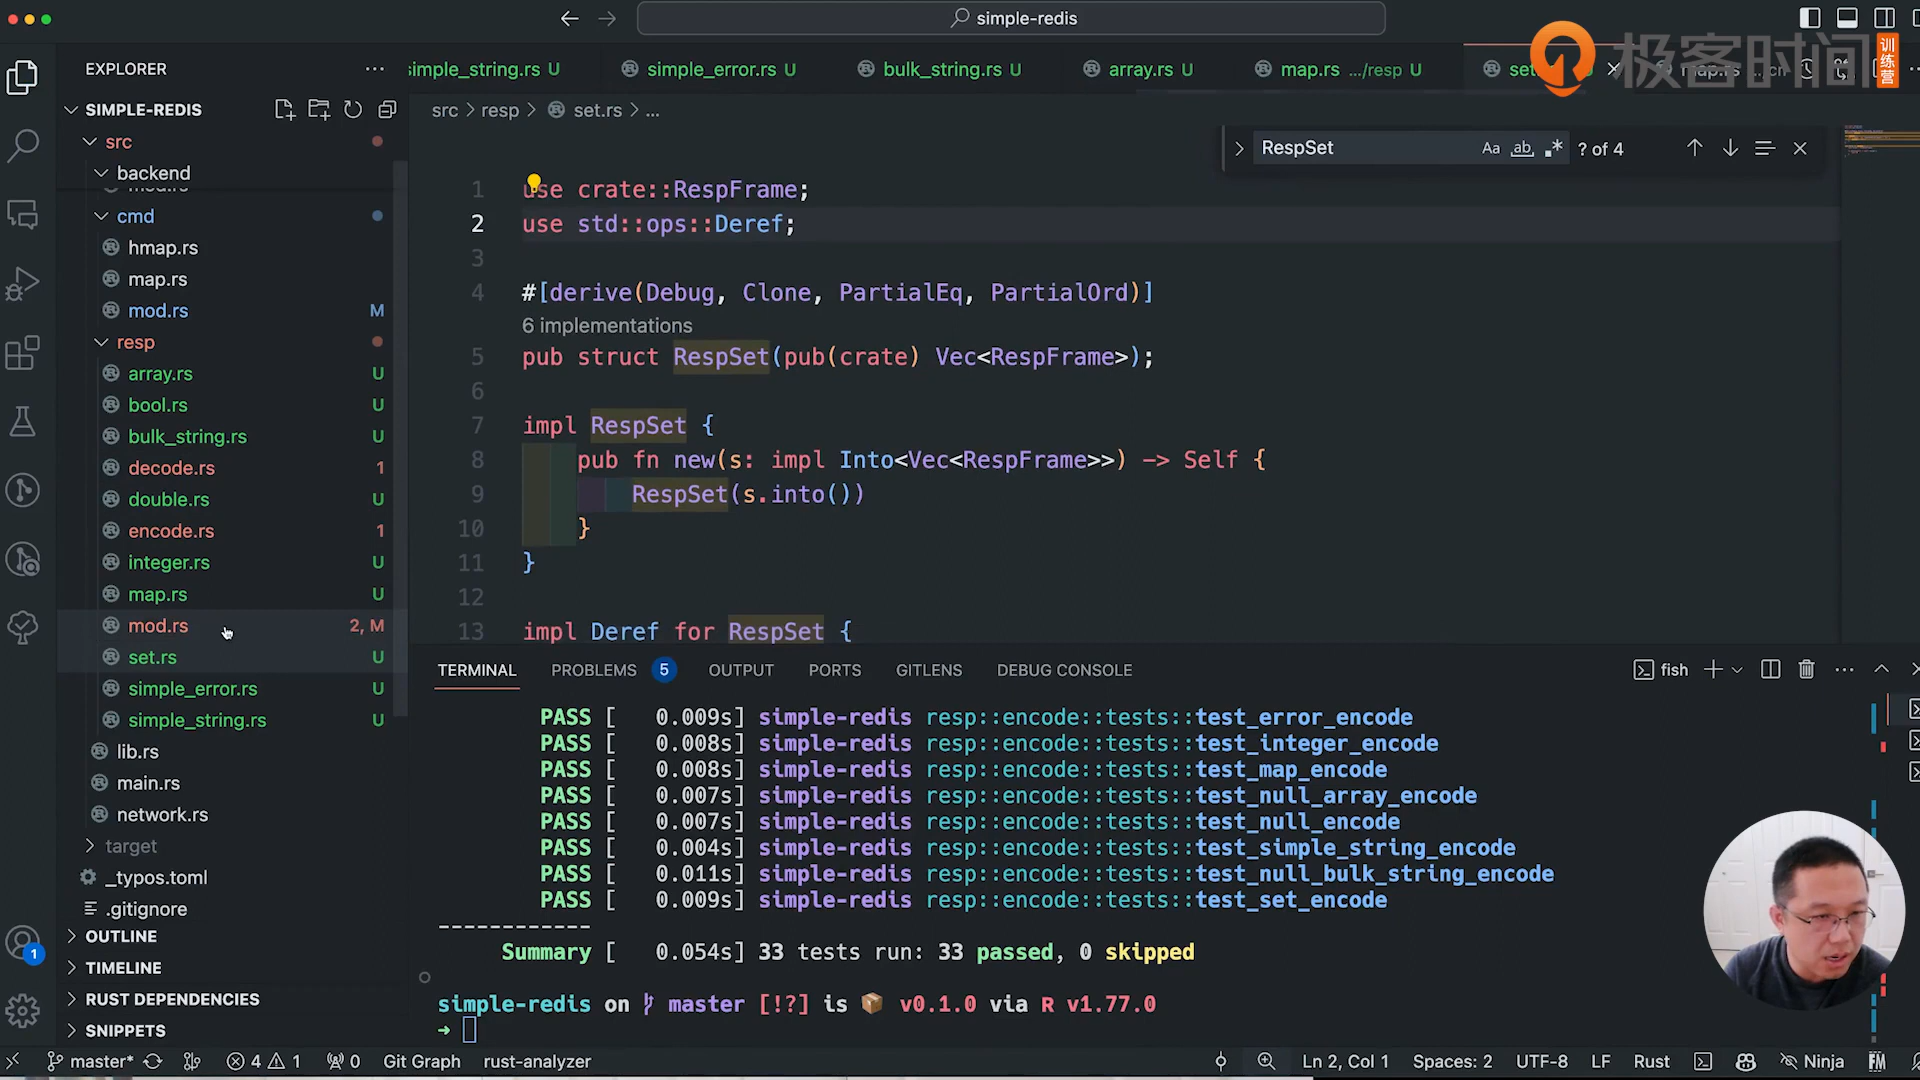 simple-redis
EXPLORER
SIMPLE-REDIS
src
backend
cmd
hmap.rs
map.rs
mod.rs M
resp
array.rs U
bool.rs U
bulk_string.rs U
decode.rs 1
double.rs U
encode.rs 1
integer.rs U
map.rs U
mod.rs 2, M
set.rs U
simple_error.rs U
simple_string.rs U
lib.rs
main.rs
network.rs
target
_typos.toml
.gitignore
OUTLINE
TIMELINE
RUST DEPENDENCIES
SNIPPETS
simple_string.rs U
simple_error.rs U
bulk_string.rs U
array.rs U
map.rs .../resp U
极客时间
训练营
src > resp > set.rs > ...
RespSet
Aa ab .* ? of 4
1 use crate::RespFrame;
2 use std::ops::Deref;
3
4 #[derive(Debug, Clone, PartialEq, PartialOrd)]
6 implementations
5 pub struct RespSet(pub(crate) Vec<RespFrame>);
6
7 impl RespSet {
8 pub fn new(s: impl Into<Vec<RespFrame>>) -> Self {
9 RespSet(s.into())
10 }
11 }
12
13 impl Deref for RespSet {
TERMINAL PROBLEMS 5 OUTPUT PORTS GITLENS DEBUG CONSOLE
fish
PASS [ 0.009s] simple-redis resp::encode::tests::test_error_encode
PASS [ 0.008s] simple-redis resp::encode::tests::test_integer_encode
PASS [ 0.008s] simple-redis resp::encode::tests::test_map_encode
PASS [ 0.007s] simple-redis resp::encode::tests::test_null_array_encode
PASS [ 0.007s] simple-redis resp::encode::tests::test_null_encode
PASS [ 0.004s] simple-redis resp::encode::tests::test_simple_string_encode
PASS [ 0.011s] simple-redis resp::encode::tests::test_null_bulk_string_encode
PASS [ 0.009s] simple-redis resp::encode::tests::test_set_encode
------------
Summary [ 0.054s] 33 tests run: 33 passed, 0 skipped
simple-redis on master [!?] is 📦 v0.1.0 via R v1.77.0
➜
1
master* 4 1 0 Git Graph rust-analyzer Ln 2, Col 1 Spaces: 2 UTF-8 LF Rust Ninja